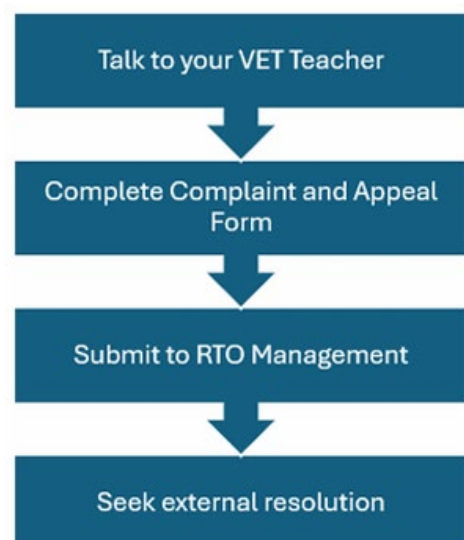 Talk to your VET Teacher
Complete Complaint and Appeal
Form
Submit to RTO Management
Seek external resolution